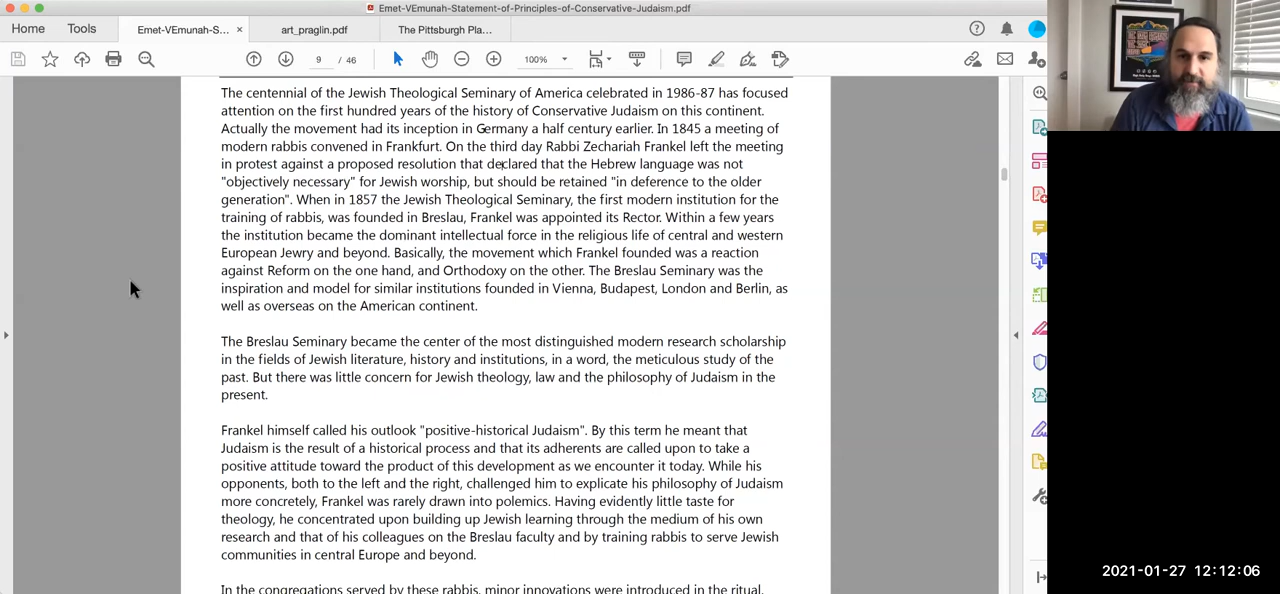 Emet-VEmunah-Statement-of-Principles-of-Conservative-Judaism.pdf
Home
Tools
Emet-VEmunah-S... ×
art_praglin.pdf
The Pittsburgh Pla...
9 / 46
100%
The centennial of the Jewish Theological Seminary of America celebrated in 1986-87 has focused
attention on the first hundred years of the history of Conservative Judaism on this continent.
Actually the movement had its inception in Germany a half century earlier. In 1845 a meeting of
modern rabbis convened in Frankfurt. On the third day Rabbi Zechariah Frankel left the meeting
in protest against a proposed resolution that declared that the Hebrew language was not
"objectively necessary" for Jewish worship, but should be retained "in deference to the older
generation". When in 1857 the Jewish Theological Seminary, the first modern institution for the
training of rabbis, was founded in Breslau, Frankel was appointed its Rector. Within a few years
the institution became the dominant intellectual force in the religious life of central and western
European Jewry and beyond. Basically, the movement which Frankel founded was a reaction
against Reform on the one hand, and Orthodoxy on the other. The Breslau Seminary was the
inspiration and model for similar institutions founded in Vienna, Budapest, London and Berlin, as
well as overseas on the American continent.
The Breslau Seminary became the center of the most distinguished modern research scholarship
in the fields of Jewish literature, history and institutions, in a word, the meticulous study of the
past. But there was little concern for Jewish theology, law and the philosophy of Judaism in the
present.
Frankel himself called his outlook "positive-historical Judaism". By this term he meant that
Judaism is the result of a historical process and that its adherents are called upon to take a
positive attitude toward the product of this development as we encounter it today. While his
opponents, both to the left and the right, challenged him to explicate his philosophy of Judaism
more concretely, Frankel was rarely drawn into polemics. Having evidently little taste for
theology, he concentrated upon building up Jewish learning through the medium of his own
research and that of his colleagues on the Breslau faculty and by training rabbis to serve Jewish
communities in central Europe and beyond.
In the congregations served by these rabbis, minor innovations were introduced in the ritual,
2021-01-27 12:12:06